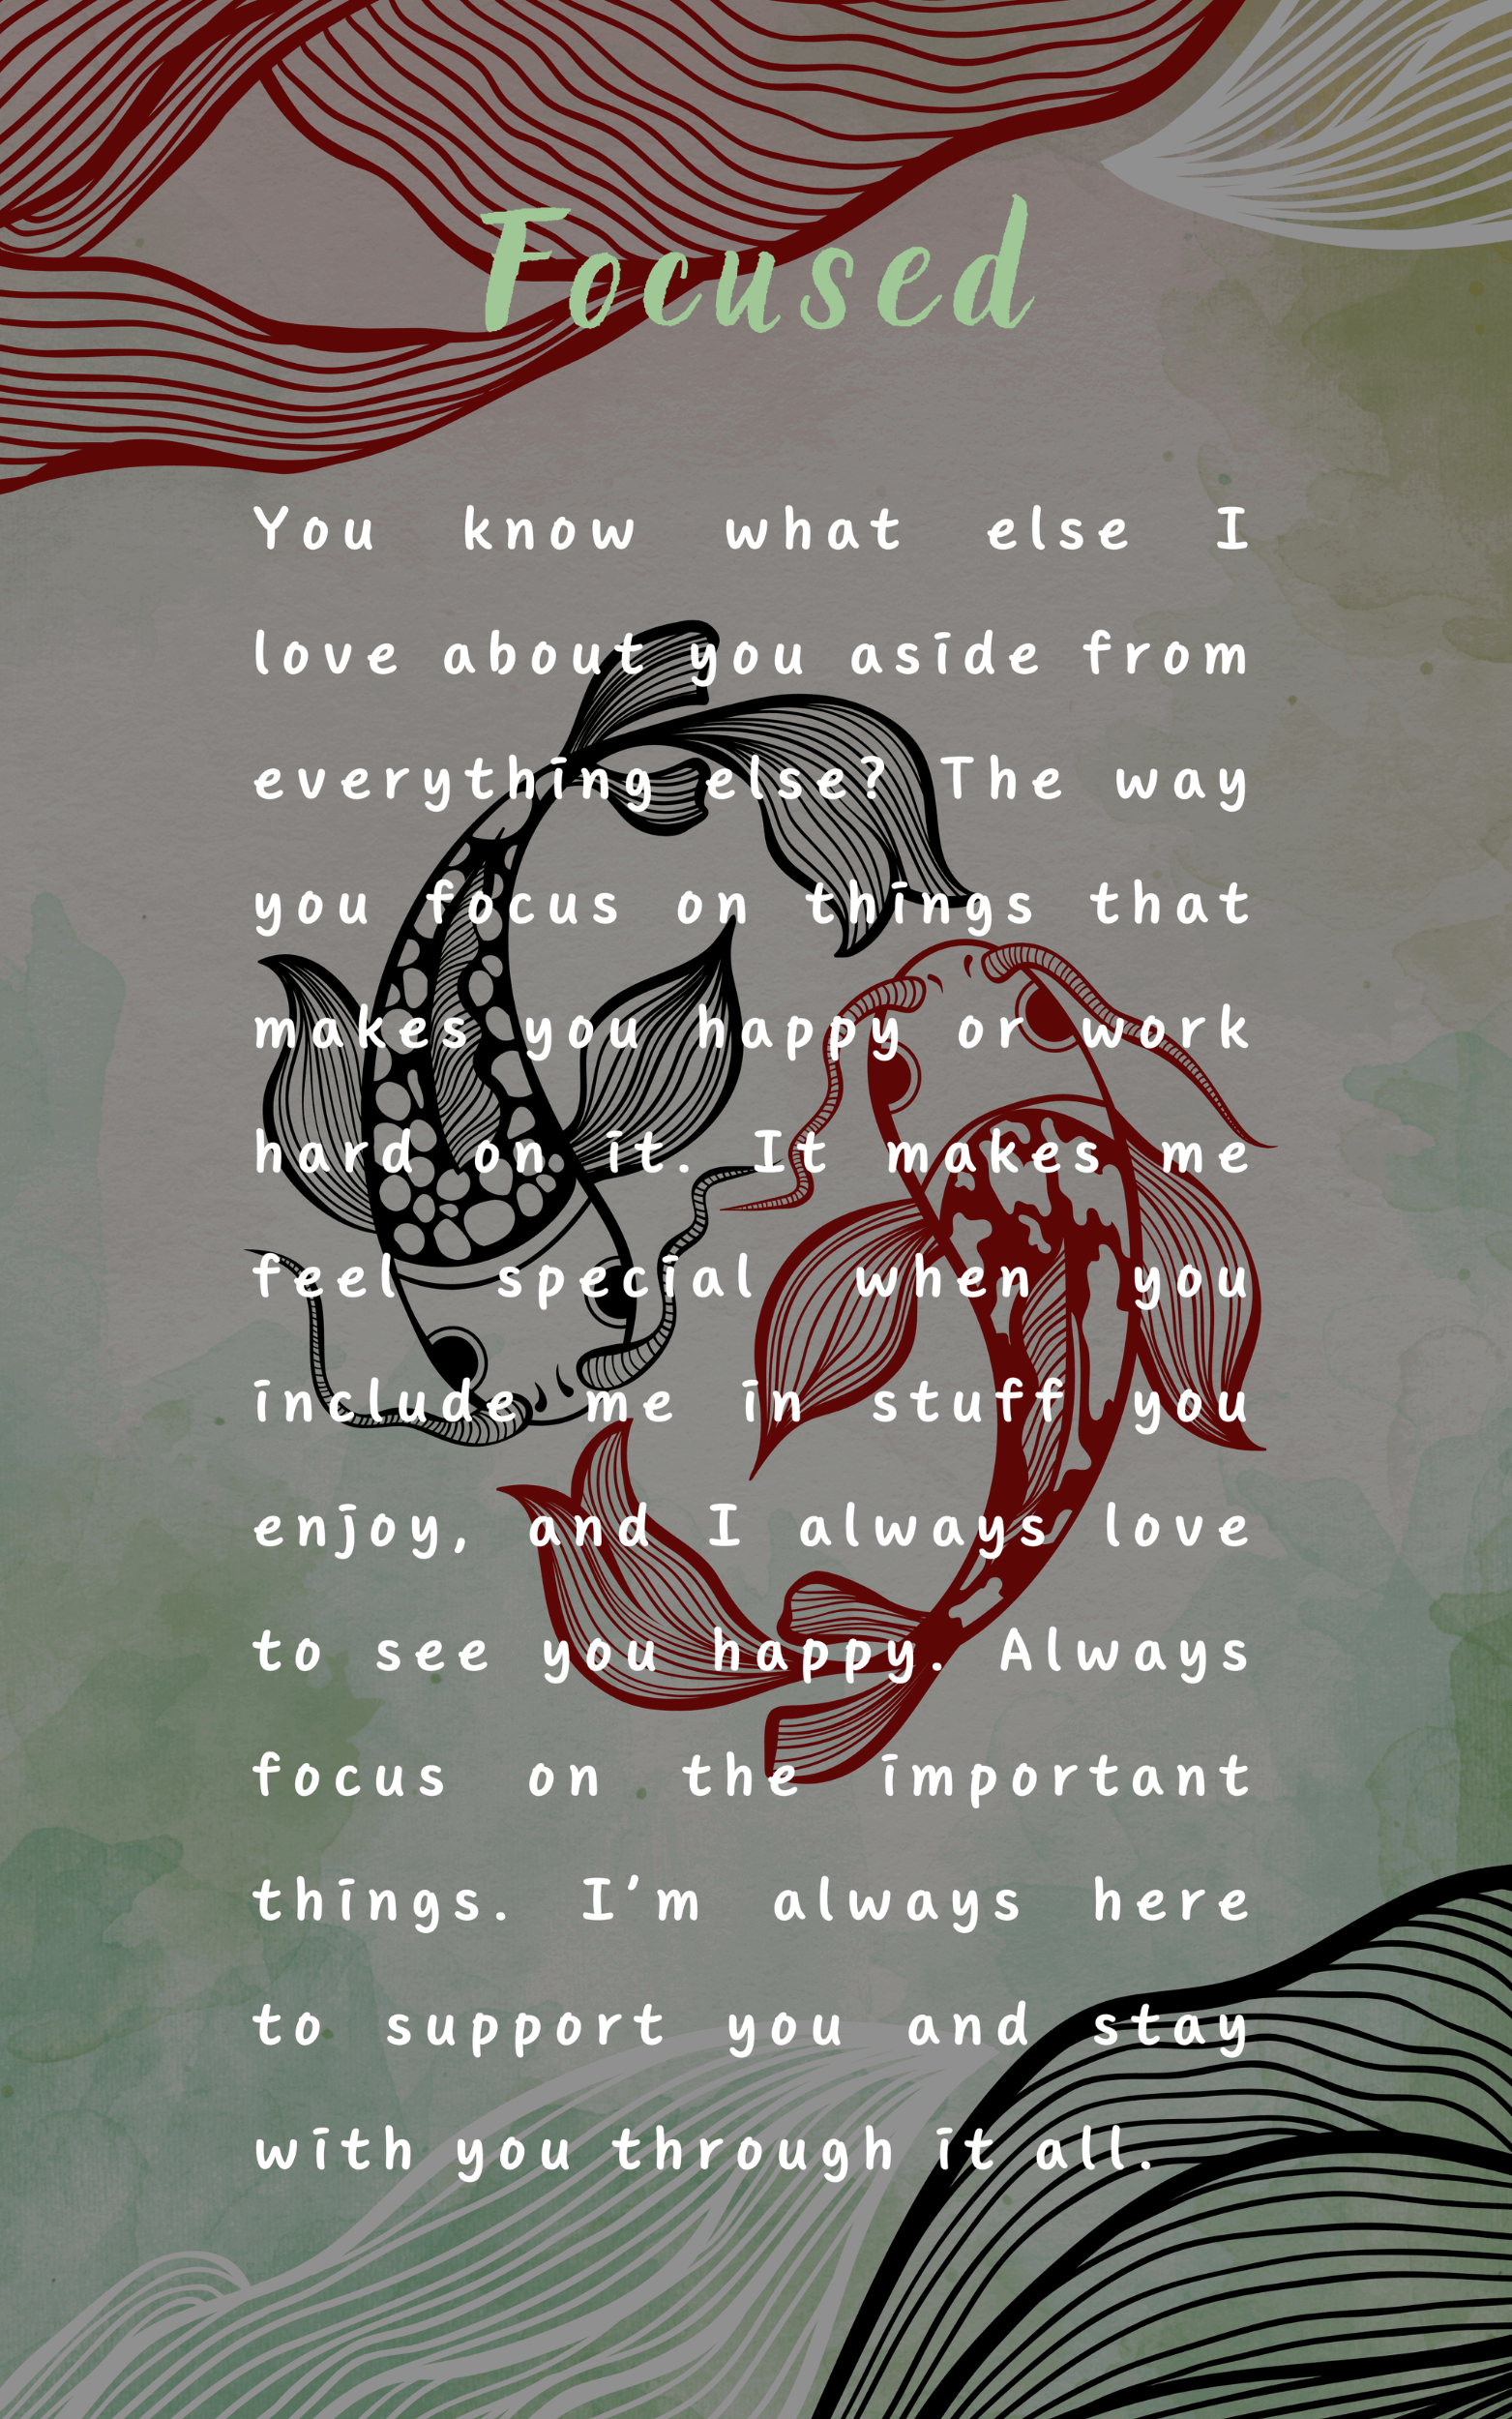 Focused
You know what else I
love about you aside from
everything else? The way
you focus on things that
makes you happy or work
hard on it. It makes me
feel special when you
include me in stuff you
enjoy, and I always love
to see you happy. Always
focus on the important
things. I'm always here
to support you and stay
with you through it all.